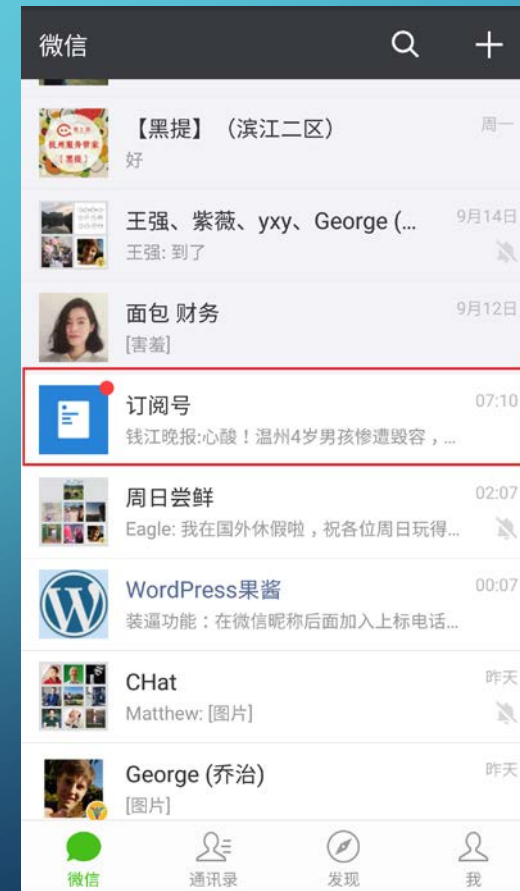 微信
【黑提】（滨江二区）
周一
好
王强、紫薇、yxy、George (...
9月14日
王强: 到了
面包 财务
9月12日
[害羞]
订阅号
07:10
钱江晚报:心酸！温州4岁男孩惨遭毁容，...
周日尝鲜
02:07
Eagle: 我在国外休假啦，祝各位周日玩得...
WordPress果酱
00:07
装逼功能：在微信昵称后面加入上标电话...
CHat
昨天
Matthew: [图片]
George (乔治)
昨天
[图片]
微信
通讯录
发现
我